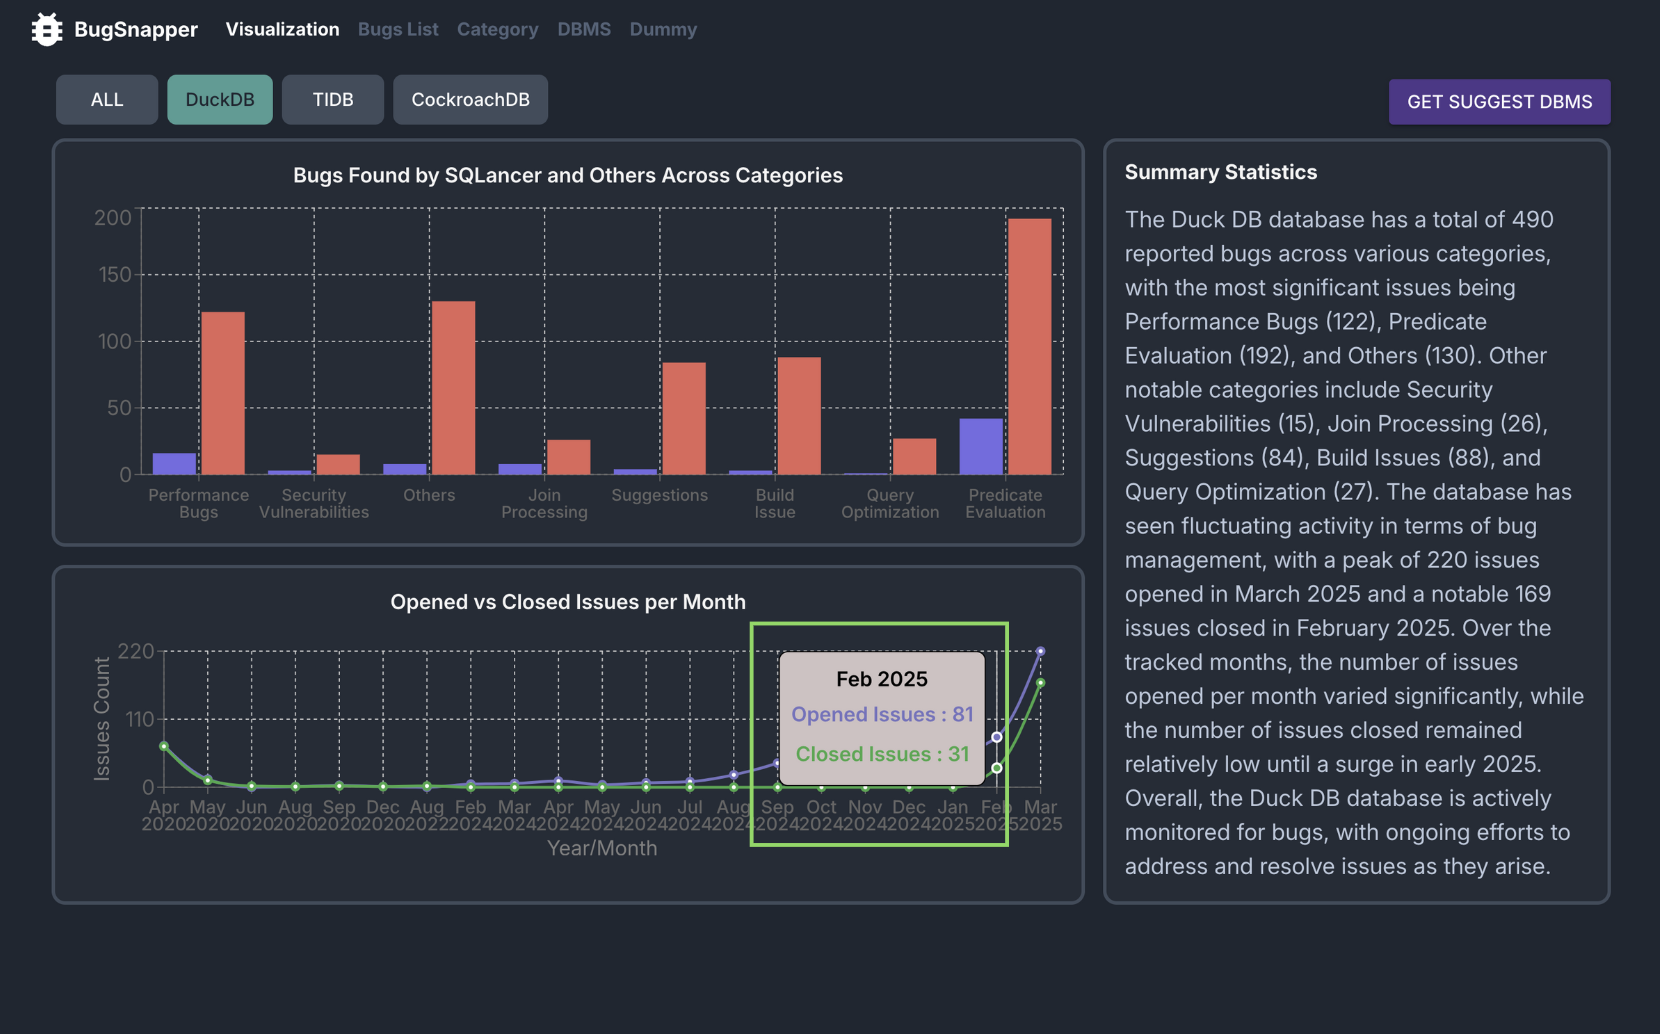 BugSnapper Visualization Bugs List Category DBMS Dummy
ALL DuckDB TIDB CockroachDB GET SUGGEST DBMS
Bugs Found by SQLancer and Others Across Categories
200
150
100
50
0
Performance Bugs
Security Vulnerabilities
Others
Join Processing
Suggestions
Build Issue
Query Optimization
Predicate Evaluation
Opened vs Closed Issues per Month
Issues Count
220
110
0
Feb 2025
Opened Issues : 81
Closed Issues : 31
Apr May Jun Aug Sep Dec Aug Feb Mar Apr May Jun Jul Aug Sep Oct Nov Dec Jan Feb Mar
2020 2020 2020 2020 2020 2020 2022 2024 2024 2024 2024 2024 2024 2024 2024 2024 2024 2024 2025 2025 2025
Year/Month
Summary Statistics
The Duck DB database has a total of 490
reported bugs across various categories,
with the most significant issues being
Performance Bugs (122), Predicate
Evaluation (192), and Others (130). Other
notable categories include Security
Vulnerabilities (15), Join Processing (26),
Suggestions (84), Build Issues (88), and
Query Optimization (27). The database has
seen fluctuating activity in terms of bug
management, with a peak of 220 issues
opened in March 2025 and a notable 169
issues closed in February 2025. Over the
tracked months, the number of issues
opened per month varied significantly, while
the number of issues closed remained
relatively low until a surge in early 2025.
Overall, the Duck DB database is actively
monitored for bugs, with ongoing efforts to
address and resolve issues as they arise.